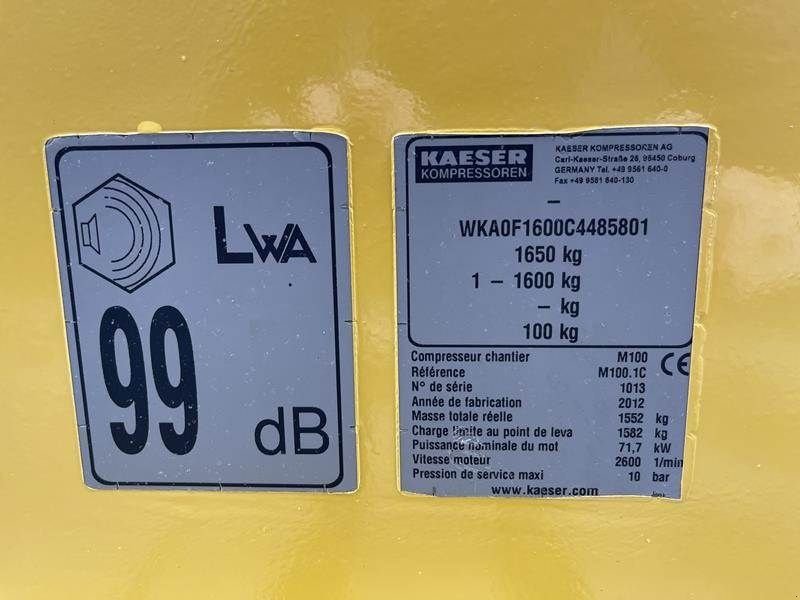 LWA
99
dB
KAESER
KOMPRESSOREN
KAESER KOMPRESSOREN AG
Carl-Kaeser-Straße 26, 96450 Coburg
GERMANY Tel. +49 9561 640-0
Fax +49 9561 640-130
–
WKA0F1600C4485801
1650 kg
1 – 1600 kg
– kg
100 kg
Compresseur chantier M100
Référence M100.1C
N° de série 1013
Année de fabrication 2012
Masse totale réelle 1552 kg
Charge limite au point de leva 1582 kg
Puissance nominale du mot 71,7 kW
Vitesse moteur 2600 1/min
Pression de service maxi 10 bar
CE
www.kaeser.com